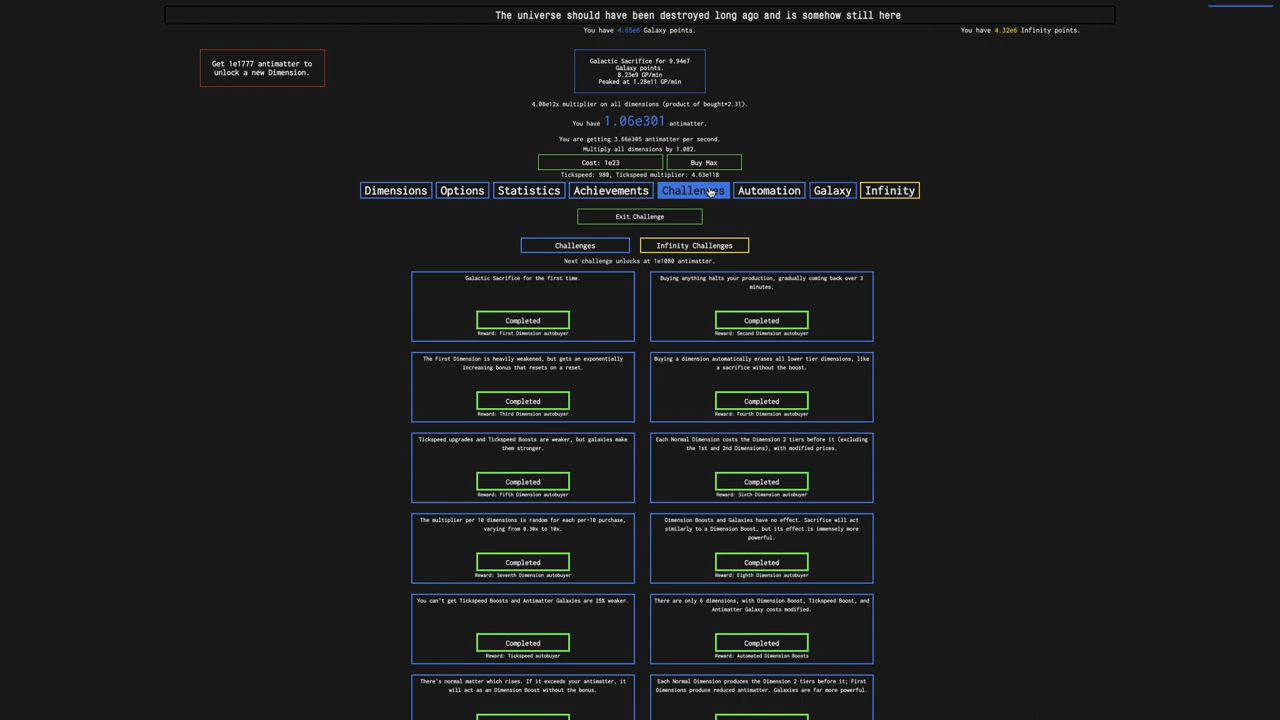 The universe should have been destroyed long ago and is somehow still here
You have 4.65e6 Galaxy points.
You have 4.32e6 Infinity points.
Get 1e1777 antimatter to
unlock a new Dimension.
Galactic Sacrifice for 9.94e7
Galaxy points.
8.23e9 GP/min
Peaked at 1.28e11 GP/min
4.08e12x multiplier on all dimensions (product of bought*2.31).
You have 1.06e301 antimatter.
You are getting 3.66e305 antimatter per second.
Multiply all dimensions by 1.082.
Cost: 1e23
Buy Max
Tickspeed: 980, Tickspeed multiplier: 4.63e118
Dimensions
Options
Statistics
Achievements
Challenges
Automation
Galaxy
Infinity
Exit Challenge
Challenges
Infinity Challenges
Next challenge unlocks at 1e1080 antimatter.
Galactic Sacrifice for the first time.
Completed
Reward: First Dimension autobuyer
Buying anything halts your production, gradually coming back over 3
minutes.
Completed
Reward: Second Dimension autobuyer
The First Dimension is heavily weakened, but gets an exponentially
increasing bonus that resets on a reset.
Completed
Reward: Third Dimension autobuyer
Buying a dimension automatically erases all lower tier dimensions, like
a sacrifice without the boost.
Completed
Reward: Fourth Dimension autobuyer
Tickspeed upgrades and Tickspeed Boosts are weaker, but galaxies make
them stronger.
Completed
Reward: Fifth Dimension autobuyer
Each Normal Dimension costs the Dimension 2 tiers before it (excluding
the 1st and 2nd Dimensions), with modified prices.
Completed
Reward: Sixth Dimension autobuyer
The multiplier per 10 dimensions is random for each per-10 purchase,
varying from 0.30x to 10x.
Completed
Reward: Seventh Dimension autobuyer
Dimension Boosts and Galaxies have no effect. Sacrifice will act
similarly to a Dimension Boost, but its effect is immensely more
powerful.
Completed
Reward: Eighth Dimension autobuyer
You can't get Tickspeed Boosts and Antimatter Galaxies are 25% weaker.
Completed
Reward: Tickspeed autobuyer
There are only 6 dimensions, with Dimension Boost, Tickspeed Boost, and
Antimatter Galaxy costs modified.
Completed
Reward: Automated Dimension Boosts
There's normal matter which rises. If it exceeds your antimatter, it
will act as an Dimension Boost without the bonus.
Each Normal Dimension produces the Dimension 2 tiers before it; First
Dimensions produce reduced antimatter. Galaxies are far more powerful.